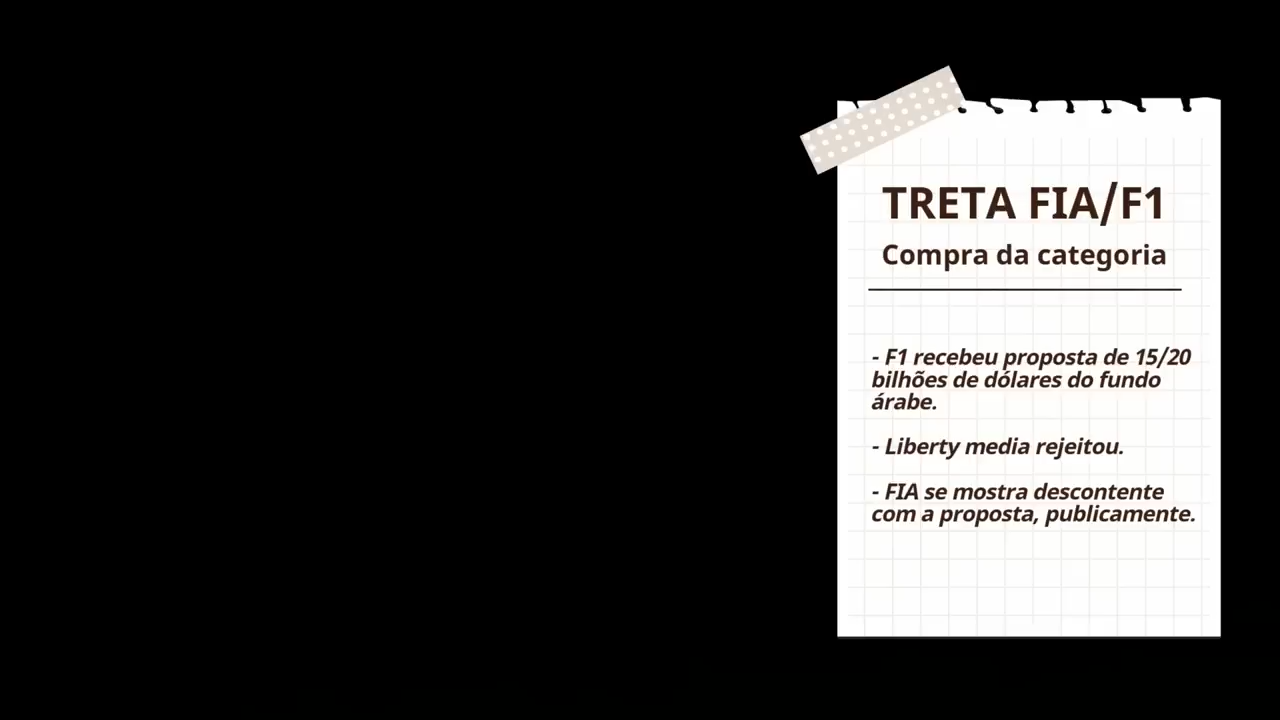 TRETA FIA/F1
Compra da categoria
- F1 recebeu proposta de 15/20
bilhões de dólares do fundo
árabe.
- Liberty media rejeitou.
- FIA se mostra descontente
com a proposta, publicamente.